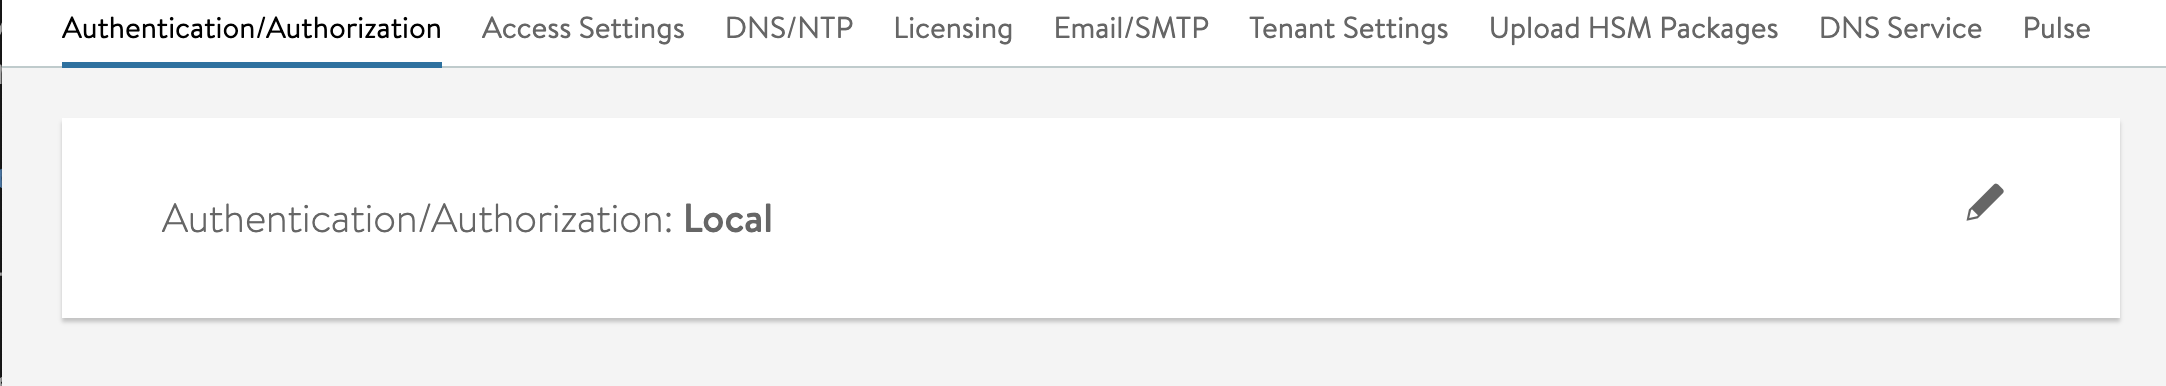 Authentication/Authorization Access Settings DNS/NTP Licensing Email/SMTP Tenant Settings Upload HSM Packages DNS Service Pulse
Authentication/Authorization: Local